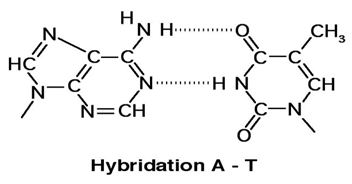 H
N H O CH3
N C C C
HC C N H N CH
N N CH C N
O
Hybridation A - T